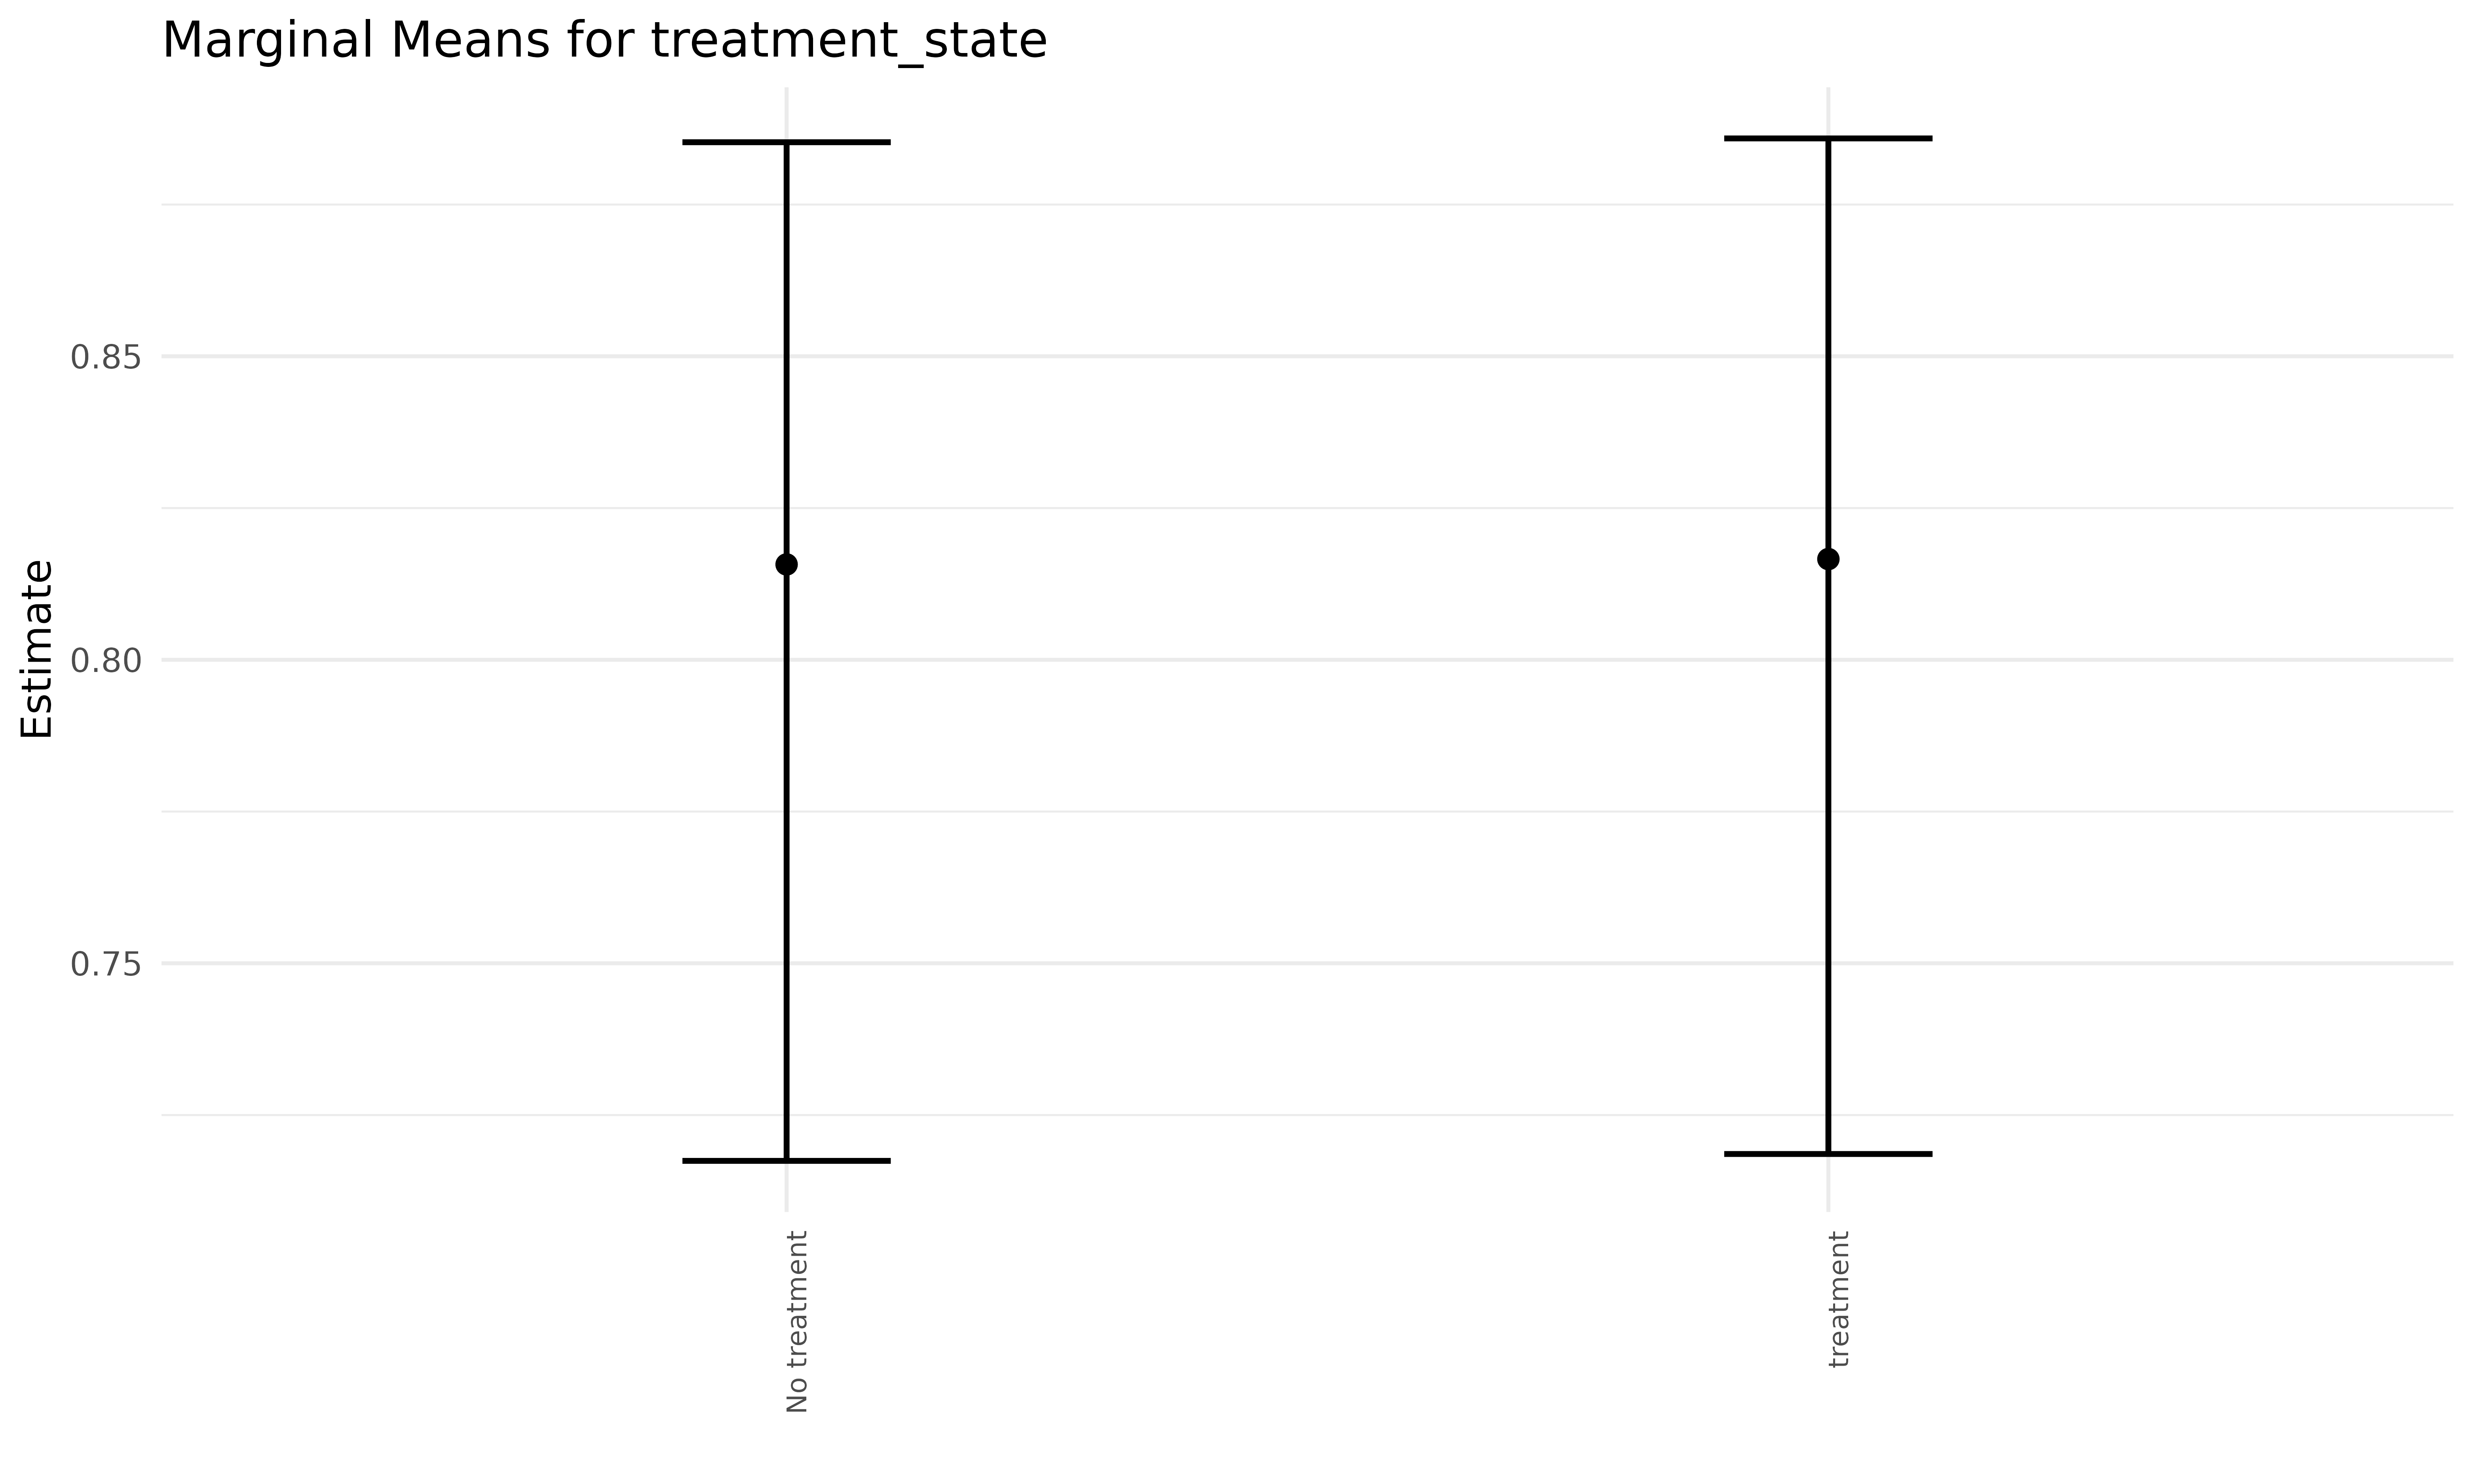 Marginal Means for treatment_state
Estimate
0.85
0.80
0.75
No treatment
treatment